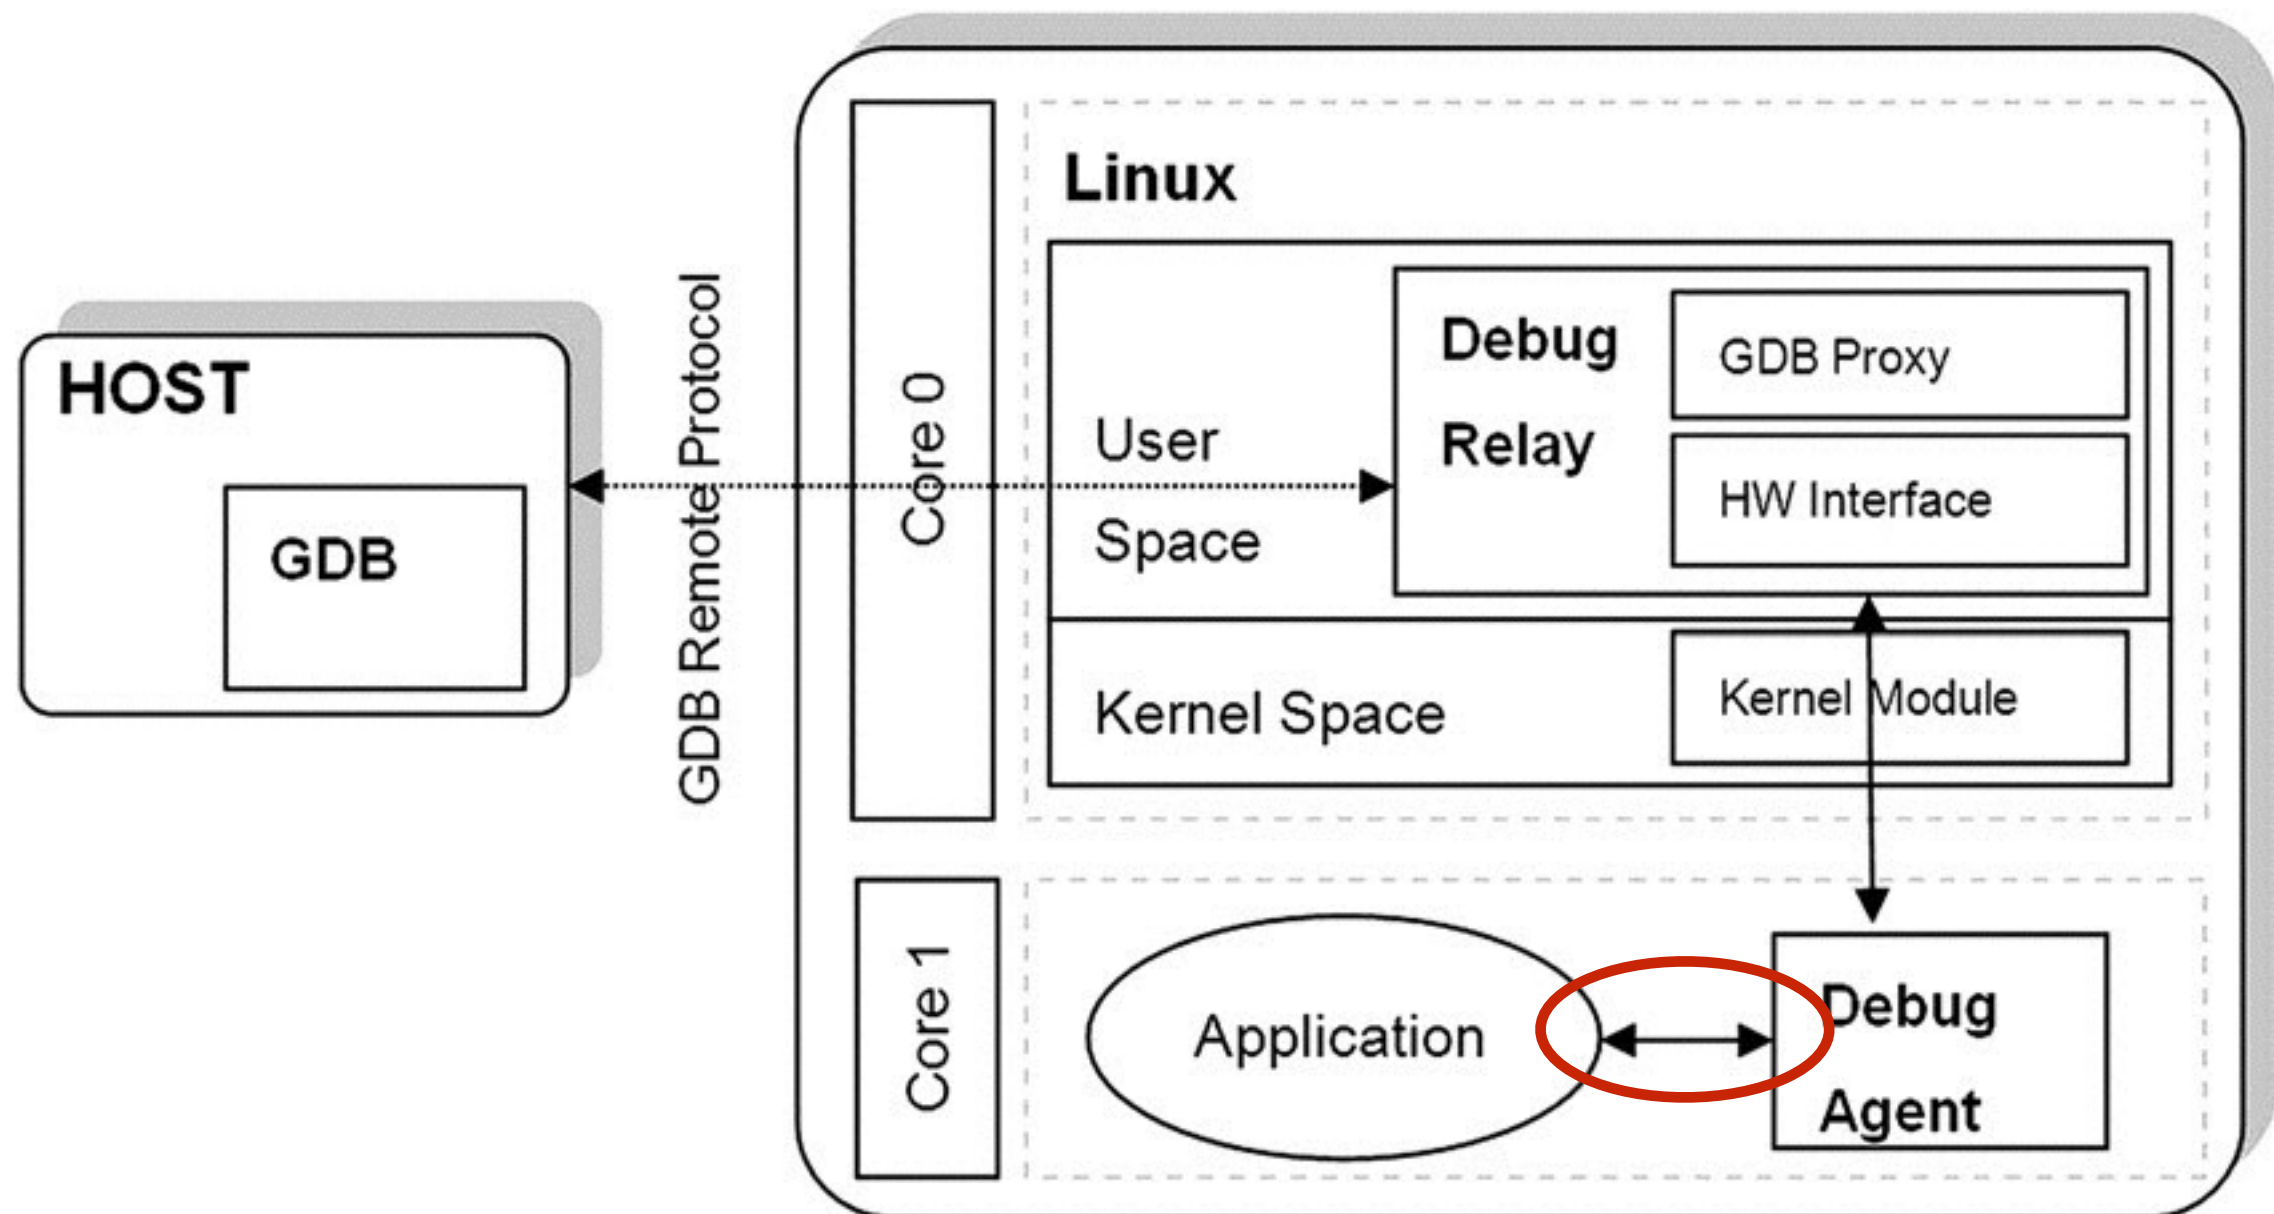 HOST
GDB
GDB Remote Protocol
Core 0
Linux
User
Space
Debug
Relay
GDB Proxy
HW Interface
Kernel Space
Kernel Module
Core 1
Application
Debug
Agent